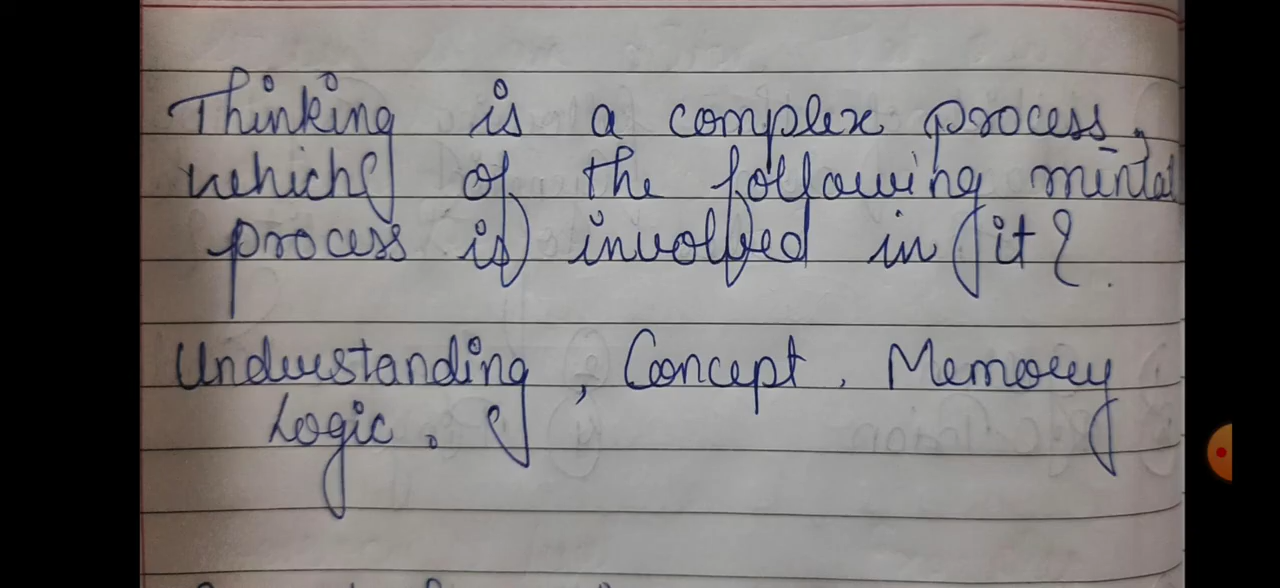 Thinking is a complex process,
which of the following mental
process is involved in it?
Understanding, Concept, Memory
Logic.